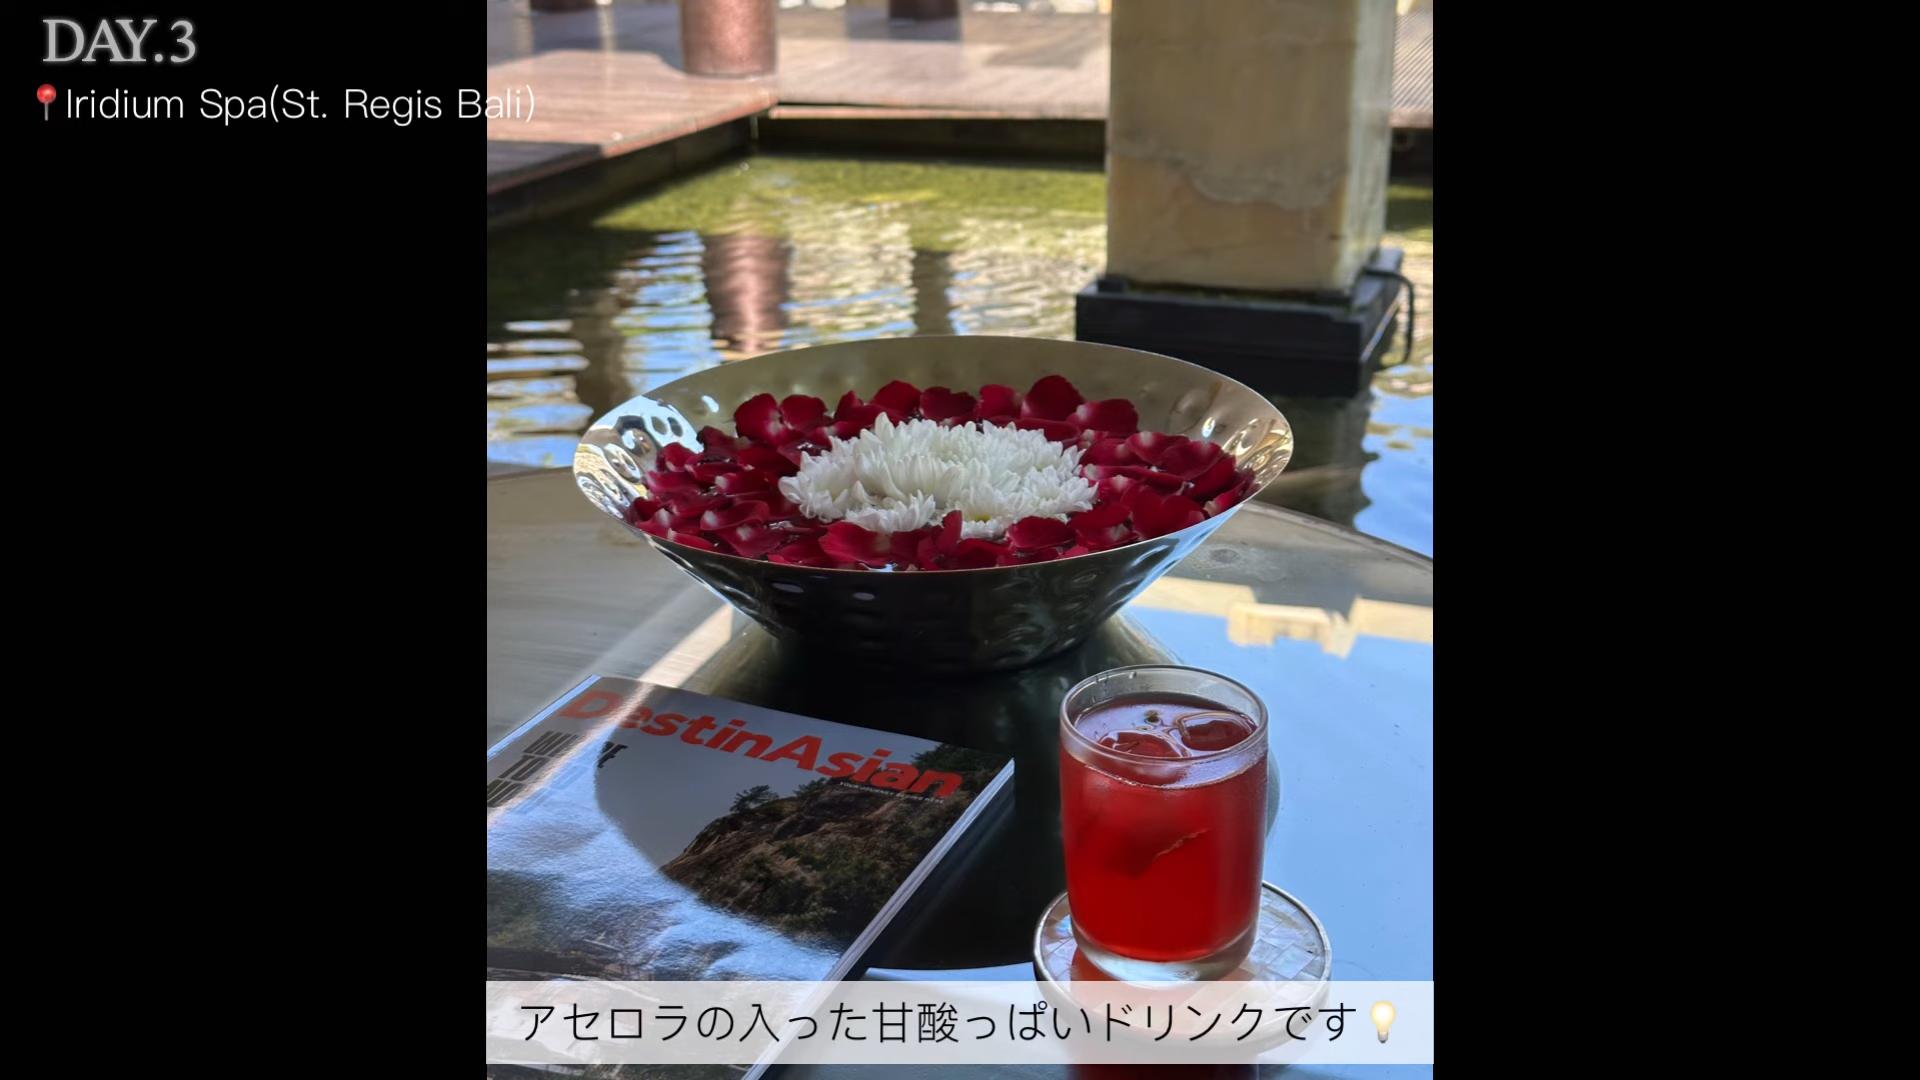 DAY.3
📍Iridium Spa(St. Regis Bali)
DestinAsian
TO
アセロラの入った甘酸っぱいドリンクです💡